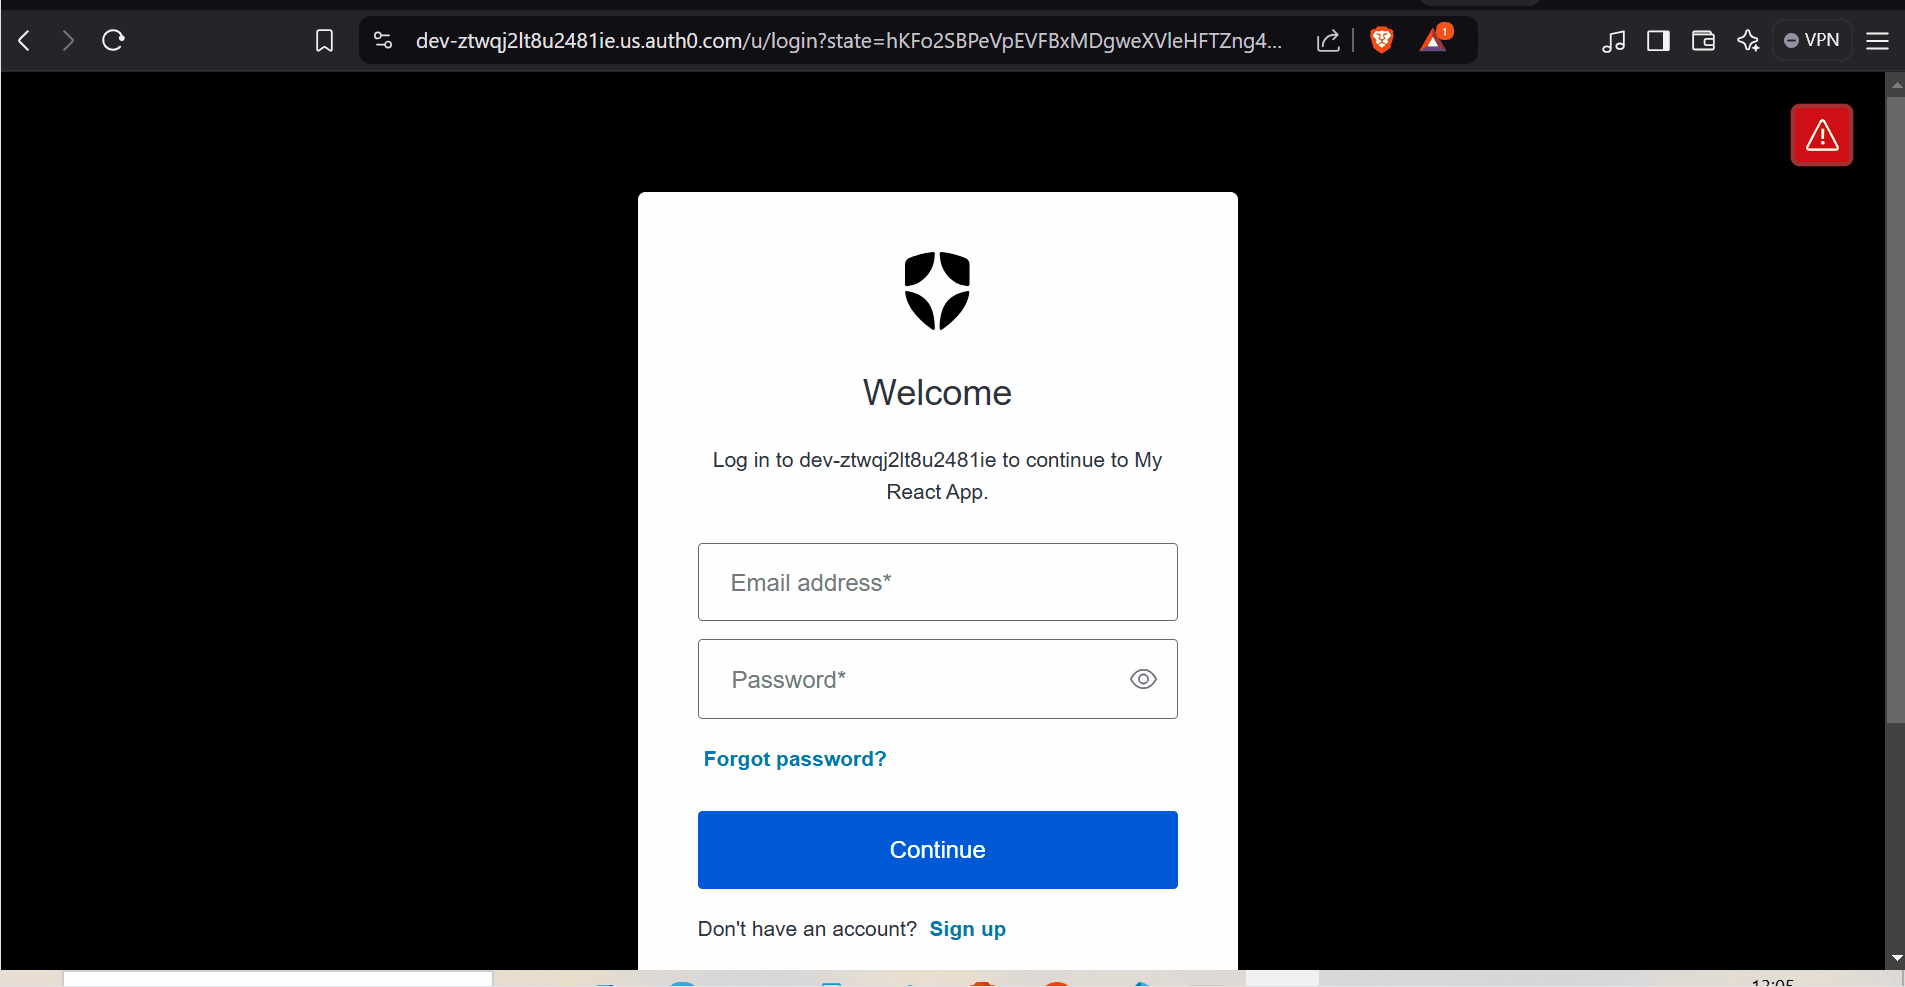 dev-ztwqj2lt8u2481ie.us.auth0.com/u/login?state=hKFo2SBPeVpEVFBxMDgweXVleHFTZng4...
1
VPN
Welcome
Log in to dev-ztwqj2lt8u2481ie to continue to My
React App.
Email address*
Password*
Forgot password?
Continue
Don't have an account? Sign up